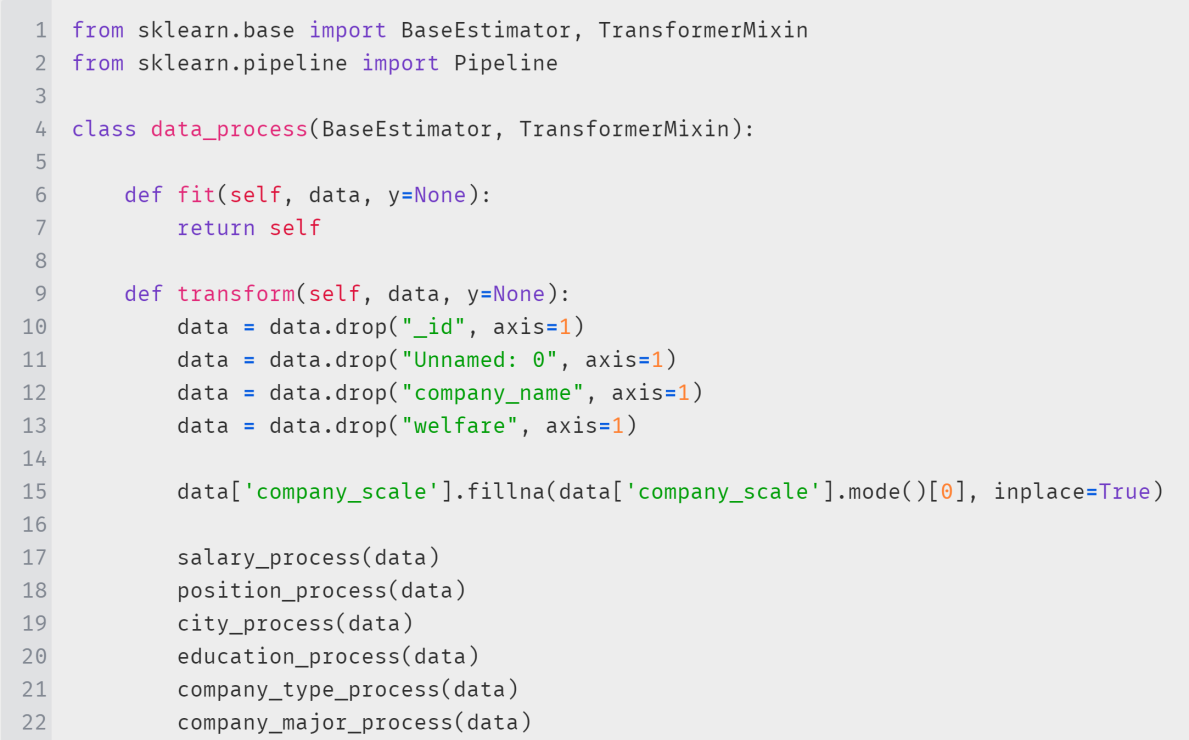 1 from sklearn.base import BaseEstimator, TransformerMixin
2 from sklearn.pipeline import Pipeline
3
4 class data_process(BaseEstimator, TransformerMixin):
5
6     def fit(self, data, y=None):
7         return self
8
9     def transform(self, data, y=None):
10         data = data.drop("_id", axis=1)
11         data = data.drop("Unnamed: 0", axis=1)
12         data = data.drop("company_name", axis=1)
13         data = data.drop("welfare", axis=1)
14
15         data['company_scale'].fillna(data['company_scale'].mode()[0], inplace=True)
16
17         salary_process(data)
18         position_process(data)
19         city_process(data)
20         education_process(data)
21         company_type_process(data)
22         company_major_process(data)